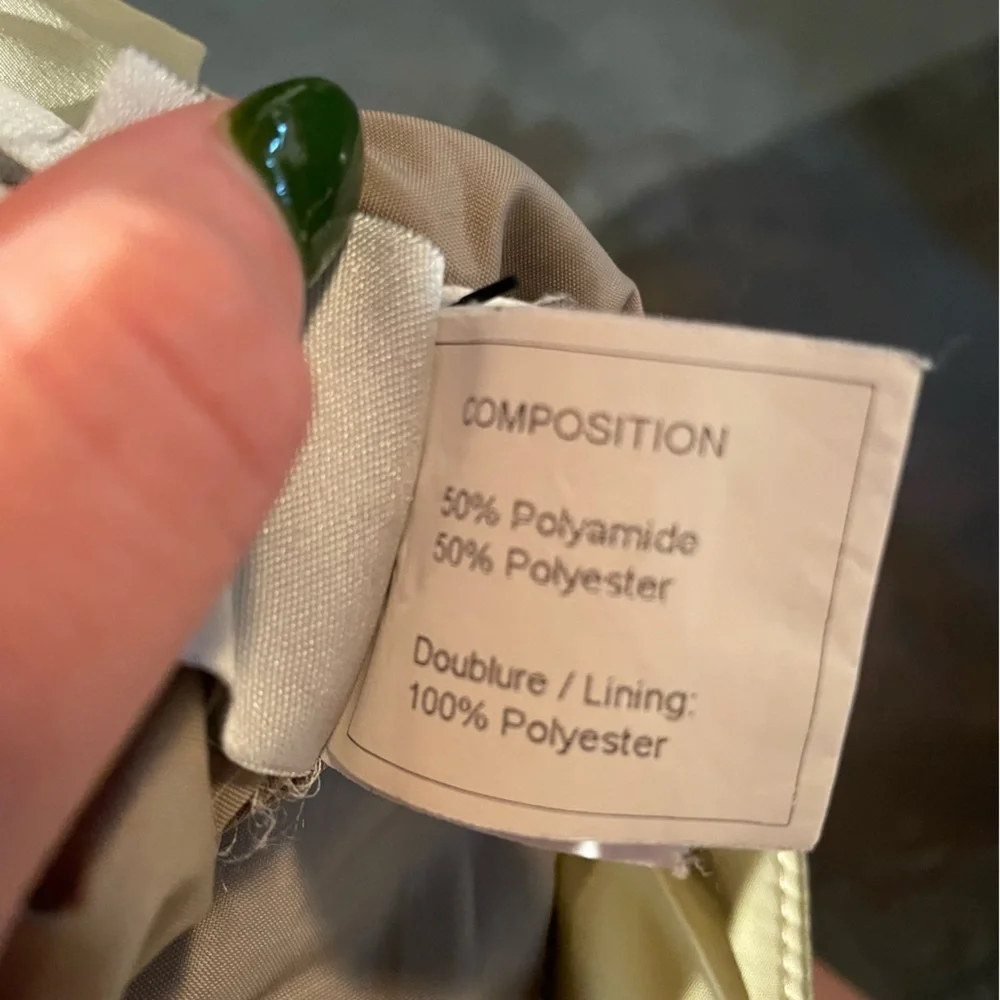 COMPOSITION
50% Polyamide
50% Polyester
Doublure / Lining:
100% Polyester